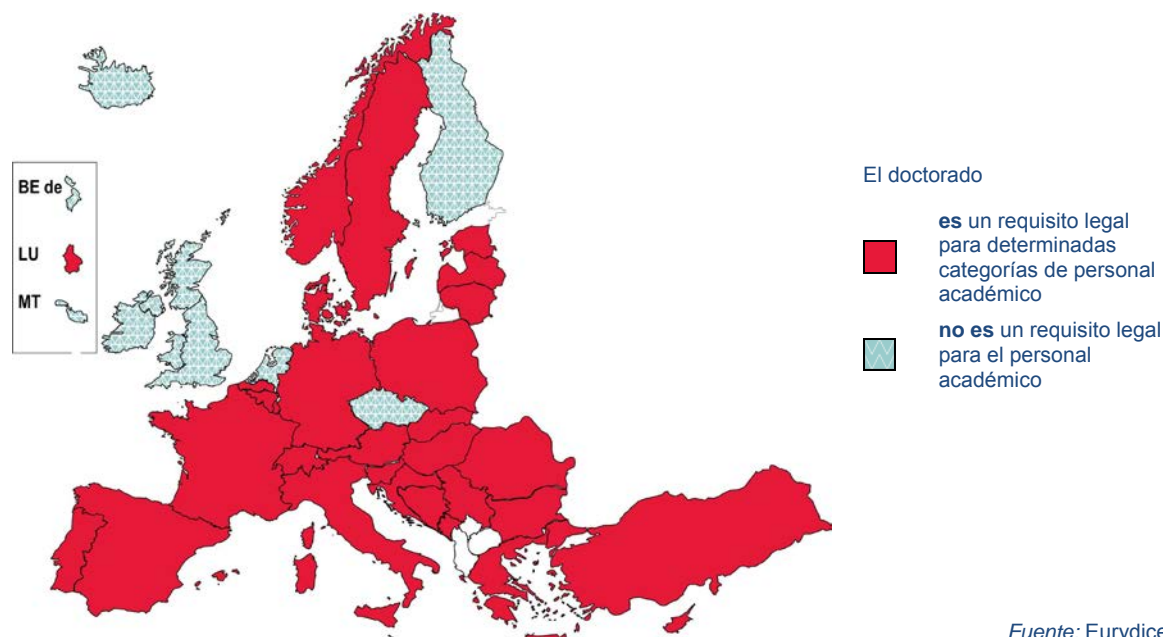 BE de
LU
MT
El doctorado
es un requisito legal
para determinadas
categorías de personal
académico
no es un requisito legal
para el personal
académico
Fuente: Eurydice